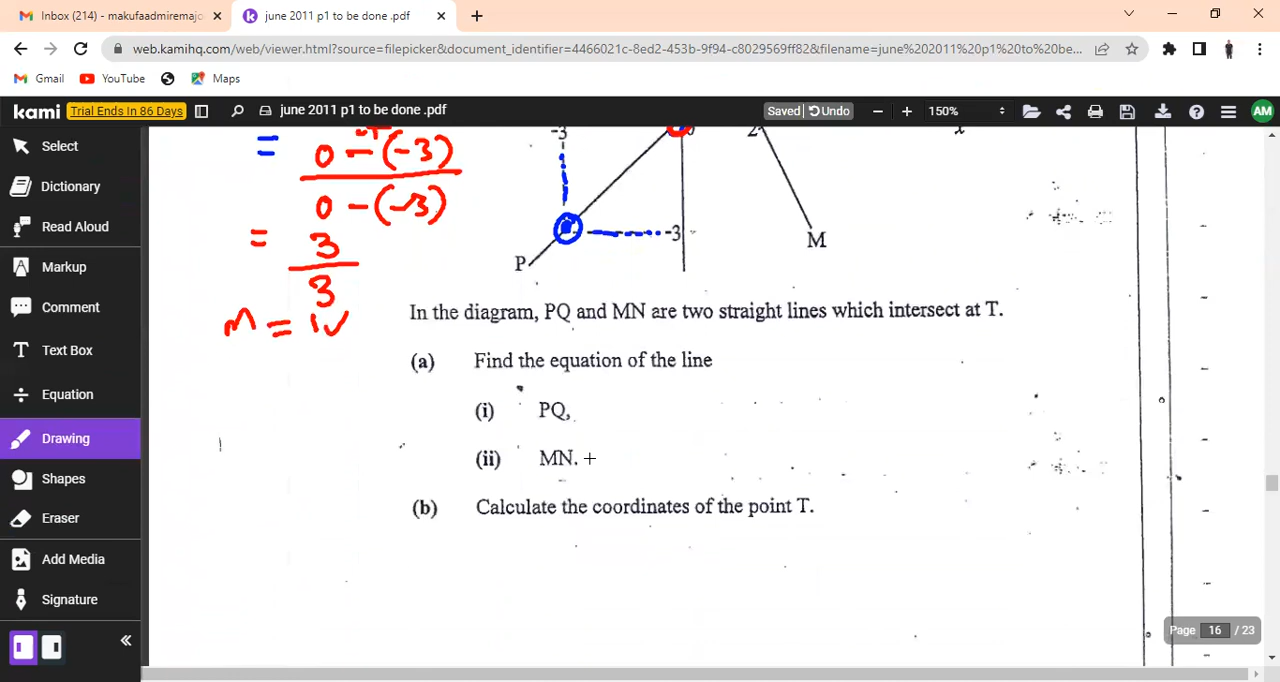 Inbox (214) - makufaadmiremajo
june 2011 p1 to be done .pdf
web.kamihq.com/web/viewer.html?source=filepicker&document_identifier=4466021c-8ed2-453b-9f94-c8029569ff82&filename=june%202011%20p1%20to%20be...
Gmail
YouTube
Maps
kami
Trial Ends In 86 Days
june 2011 p1 to be done .pdf
Saved
Undo
150%
AM
Select
Dictionary
Read Aloud
Markup
Comment
Text Box
Equation
Drawing
Shapes
Eraser
Add Media
Signature
= 0 - (-3)
0 - (-3)
= 3
3
M = 1
-3
0
2
x
-3
M
P
In the diagram, PQ and MN are two straight lines which intersect at T.
(a) Find the equation of the line
(i) PQ,
(ii) MN.
(b) Calculate the coordinates of the point T.
Page 16 / 23